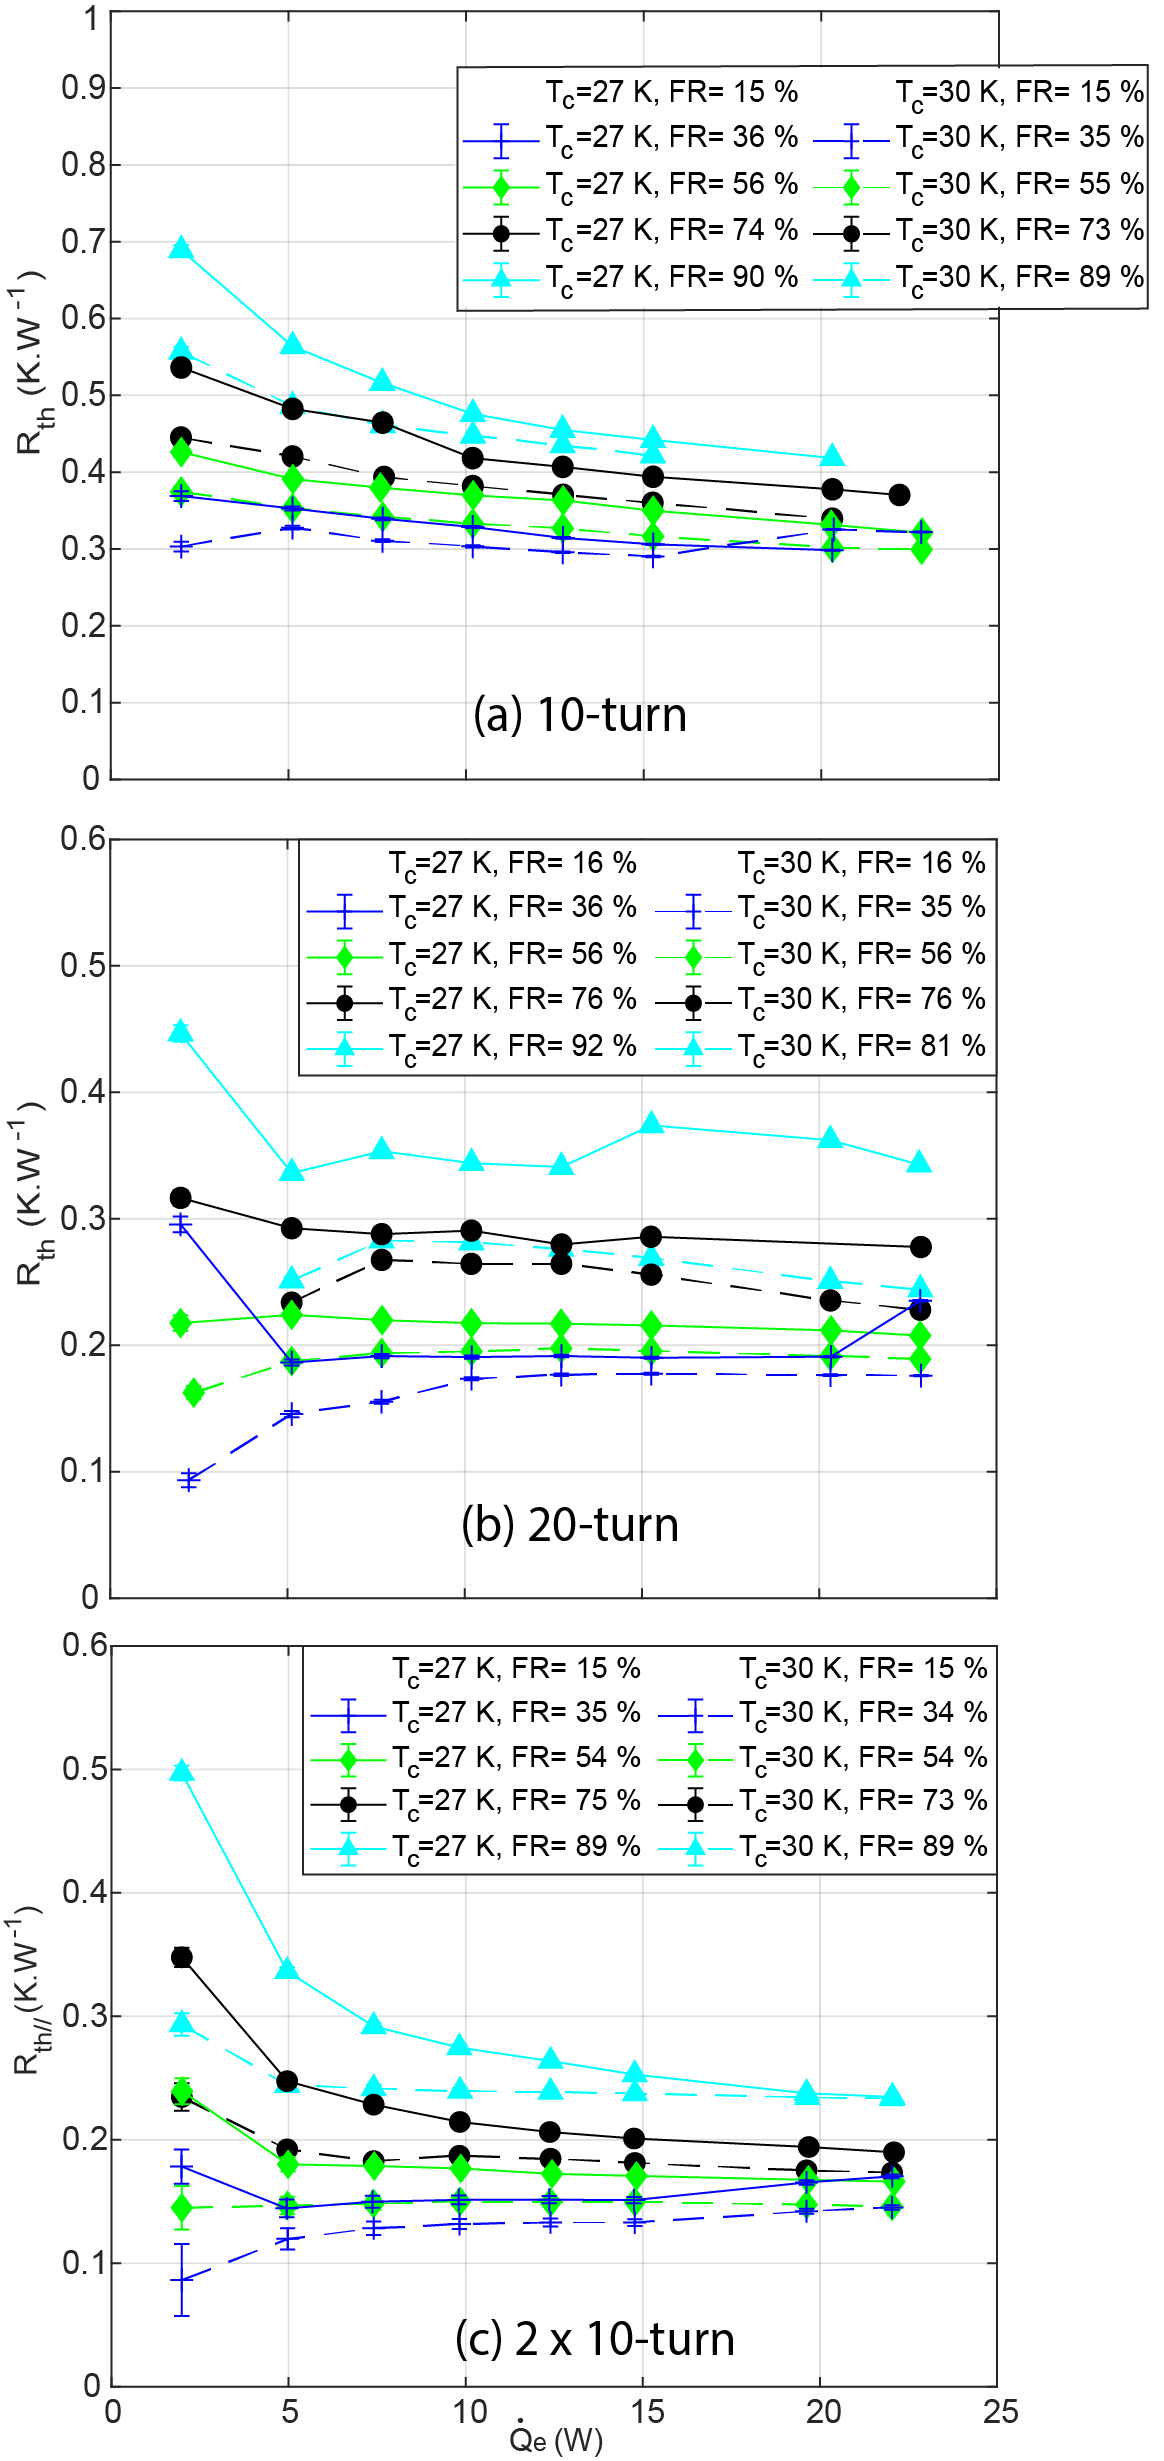 1
0.9
0.8
0.7
0.6
0.5
0.4
0.3
0.2
0.1
0
R_th (K.W^-1)
T_c=27 K, FR= 15 % T_c=30 K, FR= 15 %
T_c=27 K, FR= 36 % T_c=30 K, FR= 35 %
T_c=27 K, FR= 56 % T_c=30 K, FR= 55 %
T_c=27 K, FR= 74 % T_c=30 K, FR= 73 %
T_c=27 K, FR= 90 % T_c=30 K, FR= 89 %
(a) 10-turn
0.6
0.5
0.4
0.3
0.2
0.1
0
R_th (K.W^-1)
T_c=27 K, FR= 16 % T_c=30 K, FR= 16 %
T_c=27 K, FR= 36 % T_c=30 K, FR= 35 %
T_c=27 K, FR= 56 % T_c=30 K, FR= 56 %
T_c=27 K, FR= 76 % T_c=30 K, FR= 76 %
T_c=27 K, FR= 92 % T_c=30 K, FR= 81 %
(b) 20-turn
0.6
0.5
0.4
0.3
0.2
0.1
0
R_th// (K.W^-1)
T_c=27 K, FR= 15 % T_c=30 K, FR= 15 %
T_c=27 K, FR= 35 % T_c=30 K, FR= 34 %
T_c=27 K, FR= 54 % T_c=30 K, FR= 54 %
T_c=27 K, FR= 75 % T_c=30 K, FR= 73 %
T_c=27 K, FR= 89 % T_c=30 K, FR= 89 %
(c) 2 x 10-turn
0 5 10 15 20 25
Q̇e (W)